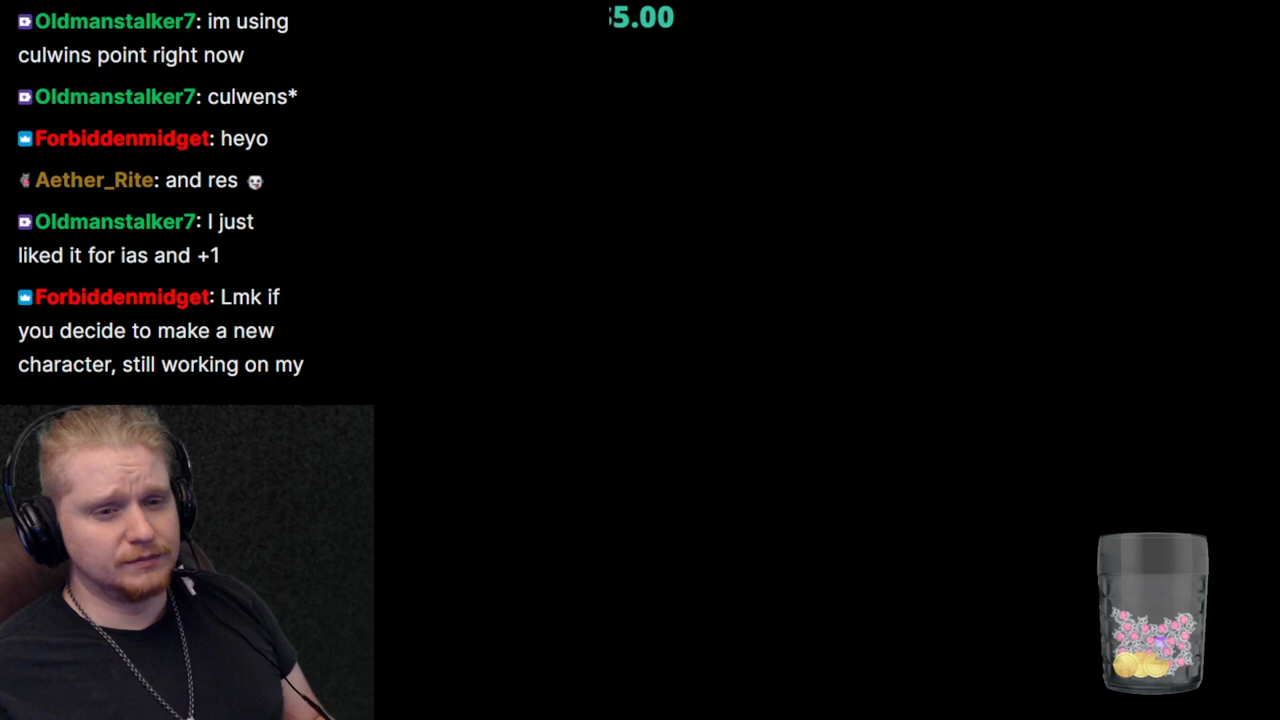 Oldmanstalker7: im using
culwins point right now
Oldmanstalker7: culwens*
Forbiddenmidget: heyo
Aether_Rite: and res
Oldmanstalker7: I just
liked it for ias and +1
Forbiddenmidget: Lmk if
you decide to make a new
character, still working on my
5.00